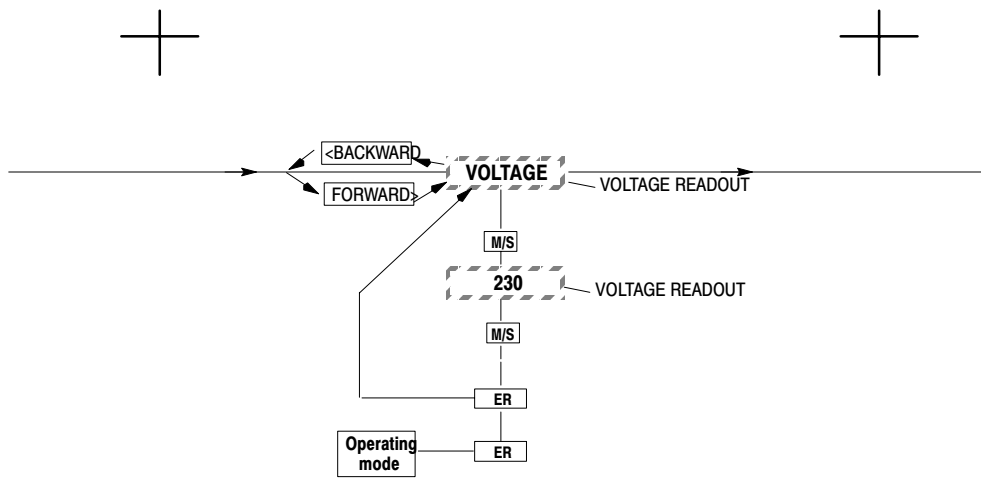 <BACKWARD
VOLTAGE
VOLTAGE READOUT
FORWARD>
M/S
230
VOLTAGE READOUT
M/S
ER
Operating
mode
ER